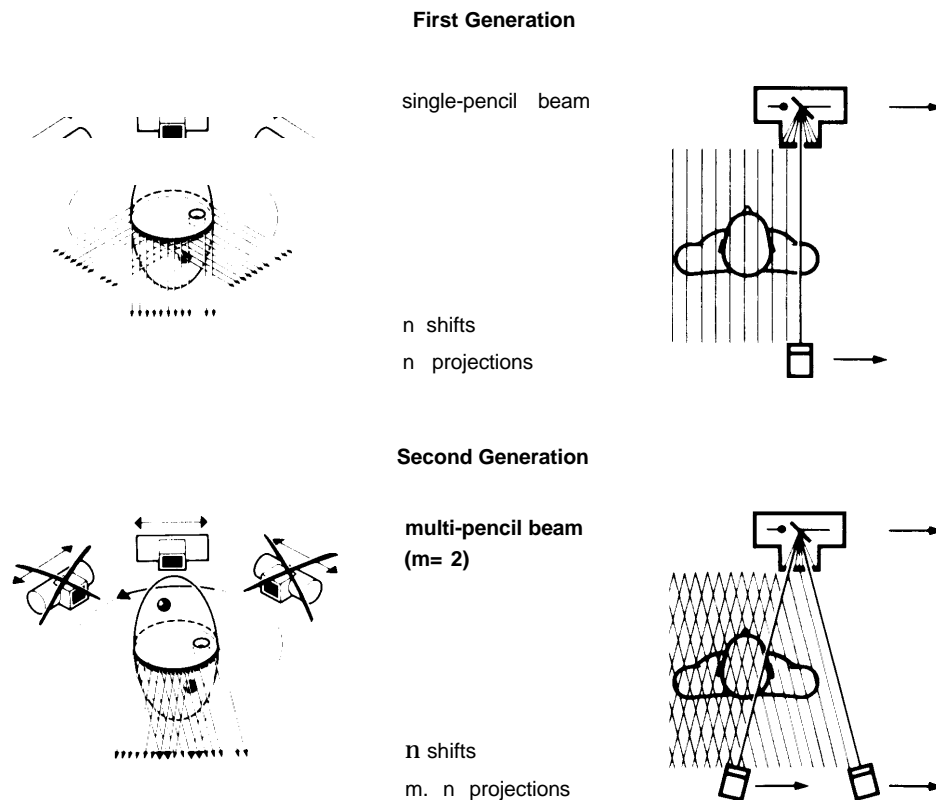 First Generation
single-pencil beam
n shifts
n projections
Second Generation
multi-pencil beam
(m= 2)
n shifts
m. n projections